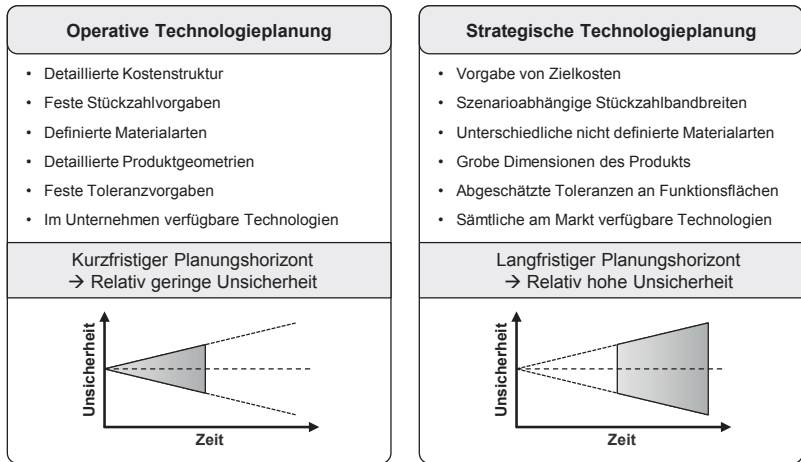 Operative Technologieplanung
• Detaillierte Kostenstruktur
• Feste Stückzahlvorgaben
• Definierte Materialarten
• Detaillierte Produktgeometrien
• Feste Toleranzvorgaben
• Im Unternehmen verfügbare Technologien
Kurzfristiger Planungshorizont
→ Relativ geringe Unsicherheit
Unsicherheit
Zeit
Strategische Technologieplanung
• Vorgabe von Zielkosten
• Szenarioabhängige Stückzahlbandbreiten
• Unterschiedliche nicht definierte Materialarten
• Grobe Dimensionen des Produkts
• Abgeschätzte Toleranzen an Funktionsflächen
• Sämtliche am Markt verfügbare Technologien
Langfristiger Planungshorizont
→ Relativ hohe Unsicherheit
Unsicherheit
Zeit